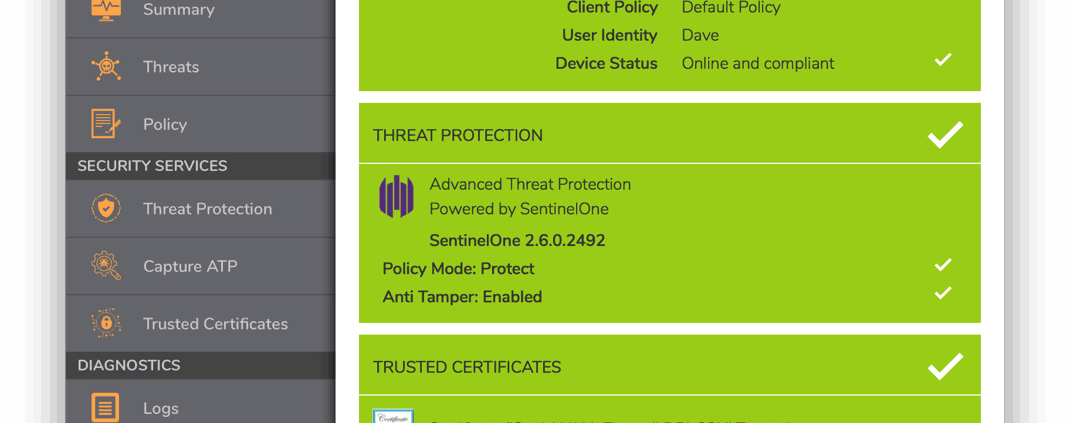 Summary
Threats
Policy
SECURITY SERVICES
Threat Protection
Capture ATP
Trusted Certificates
DIAGNOSTICS
Logs
Client Policy Default Policy
User Identity Dave
Device Status Online and compliant
THREAT PROTECTION
Advanced Threat Protection
Powered by SentinelOne
SentinelOne 2.6.0.2492
Policy Mode: Protect
Anti Tamper: Enabled
TRUSTED CERTIFICATES
Certificate